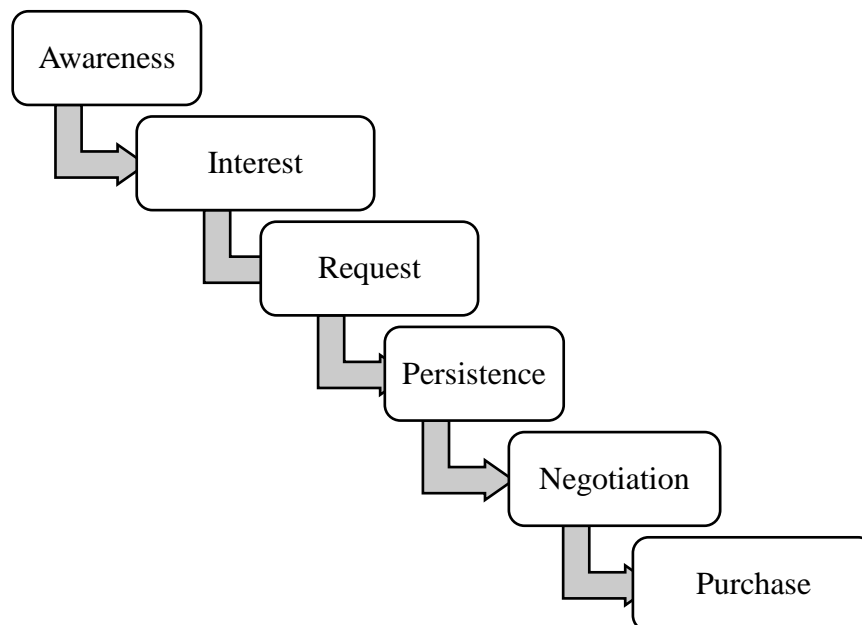 Awareness
Interest
Request
Persistence
Negotiation
Purchase